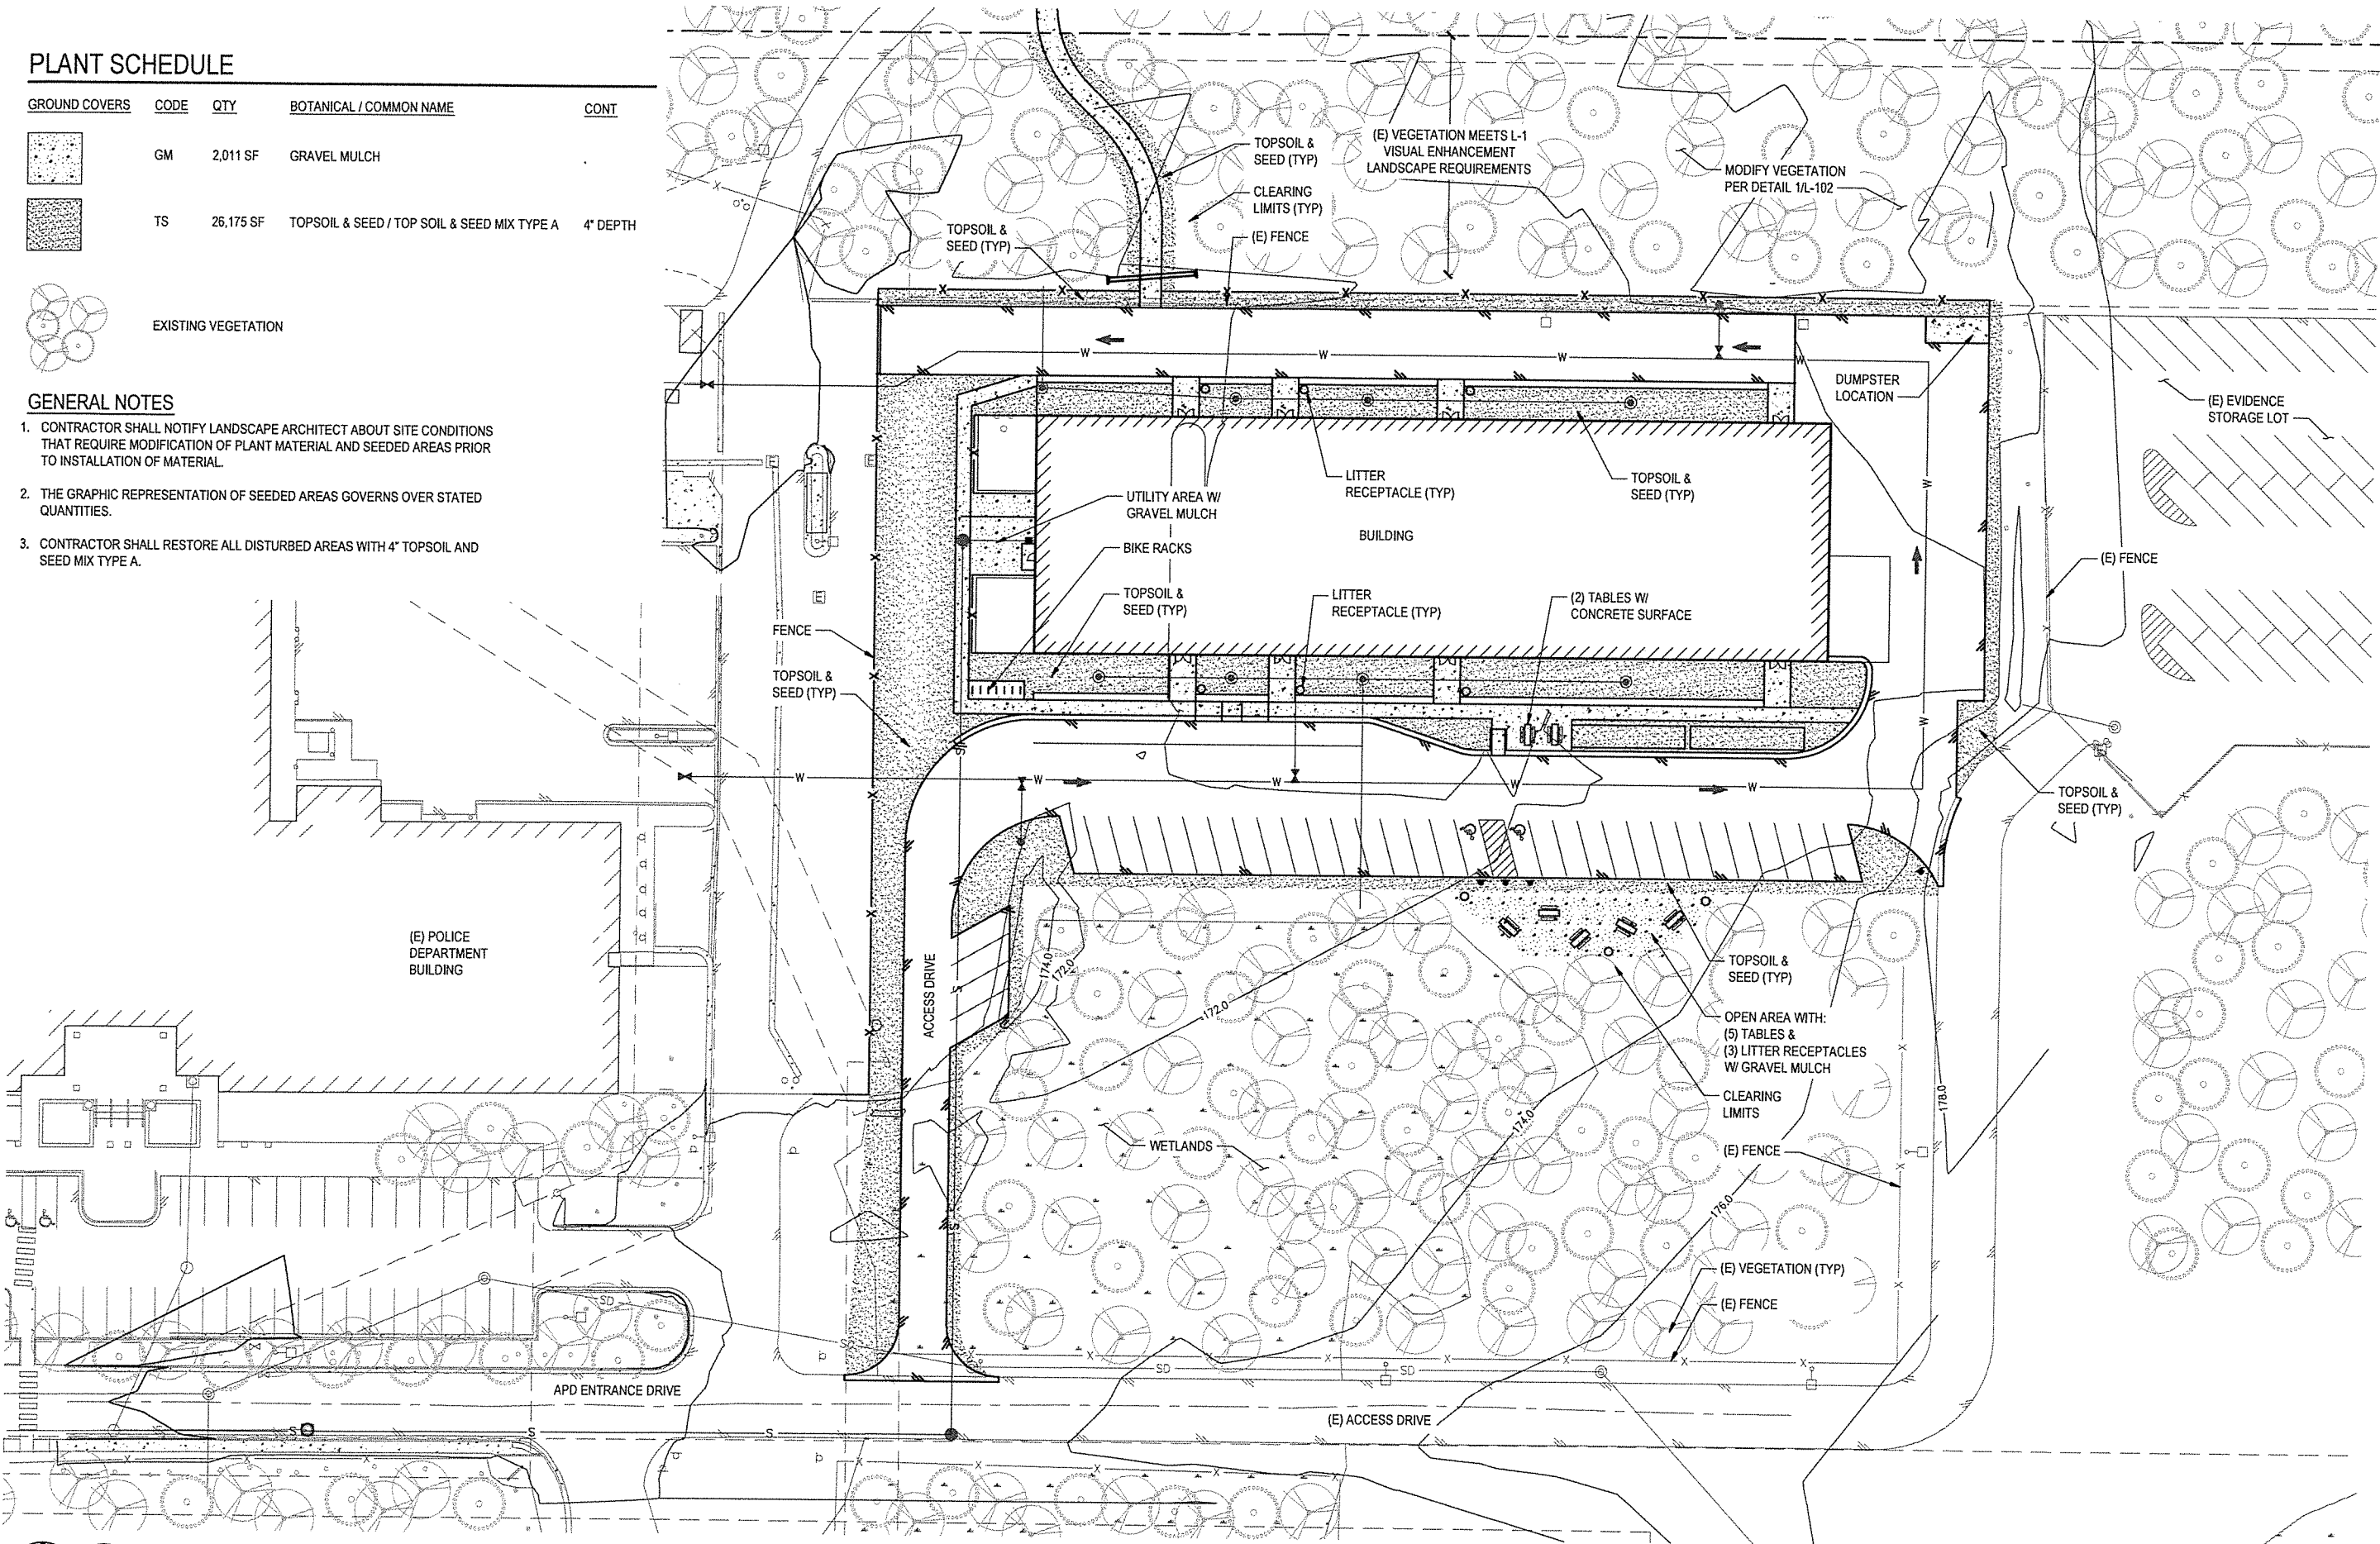 PLANT SCHEDULE
GROUND COVERS CODE QTY BOTANICAL / COMMON NAME CONT
GM 2,011 SF GRAVEL MULCH
TS 26,175 SF TOPSOIL & SEED / TOP SOIL & SEED MIX TYPE A 4" DEPTH
EXISTING VEGETATION
GENERAL NOTES
1. CONTRACTOR SHALL NOTIFY LANDSCAPE ARCHITECT ABOUT SITE CONDITIONS
THAT REQUIRE MODIFICATION OF PLANT MATERIAL AND SEEDED AREAS PRIOR
TO INSTALLATION OF MATERIAL.
2. THE GRAPHIC REPRESENTATION OF SEEDED AREAS GOVERNS OVER STATED
QUANTITIES.
3. CONTRACTOR SHALL RESTORE ALL DISTURBED AREAS WITH 4" TOPSOIL AND
SEED MIX TYPE A.
TOPSOIL &
SEED (TYP)
(E) VEGETATION MEETS L-1
VISUAL ENHANCEMENT
LANDSCAPE REQUIREMENTS
MODIFY VEGETATION
PER DETAIL 1/L-102
CLEARING
LIMITS (TYP)
TOPSOIL &
SEED (TYP)
(E) FENCE
DUMPSTER
LOCATION
(E) EVIDENCE
STORAGE LOT
LITTER
RECEPTACLE (TYP)
TOPSOIL &
SEED (TYP)
UTILITY AREA W/
GRAVEL MULCH
BUILDING
BIKE RACKS
(E) FENCE
TOPSOIL &
SEED (TYP)
LITTER
RECEPTACLE (TYP)
(2) TABLES W/
CONCRETE SURFACE
FENCE
TOPSOIL &
SEED (TYP)
TOPSOIL &
SEED (TYP)
(E) POLICE
DEPARTMENT
BUILDING
ACCESS DRIVE
174.0
172.0
172.0
TOPSOIL &
SEED (TYP)
OPEN AREA WITH:
(5) TABLES &
(3) LITTER RECEPTACLES
W/ GRAVEL MULCH
CLEARING
LIMITS
178.0
174.0
WETLANDS
(E) FENCE
176.0
(E) VEGETATION (TYP)
(E) FENCE
SD
SD
SD
APD ENTRANCE DRIVE
(E) ACCESS DRIVE
S
S
S
W
W
W
W
W
W
W
W
W